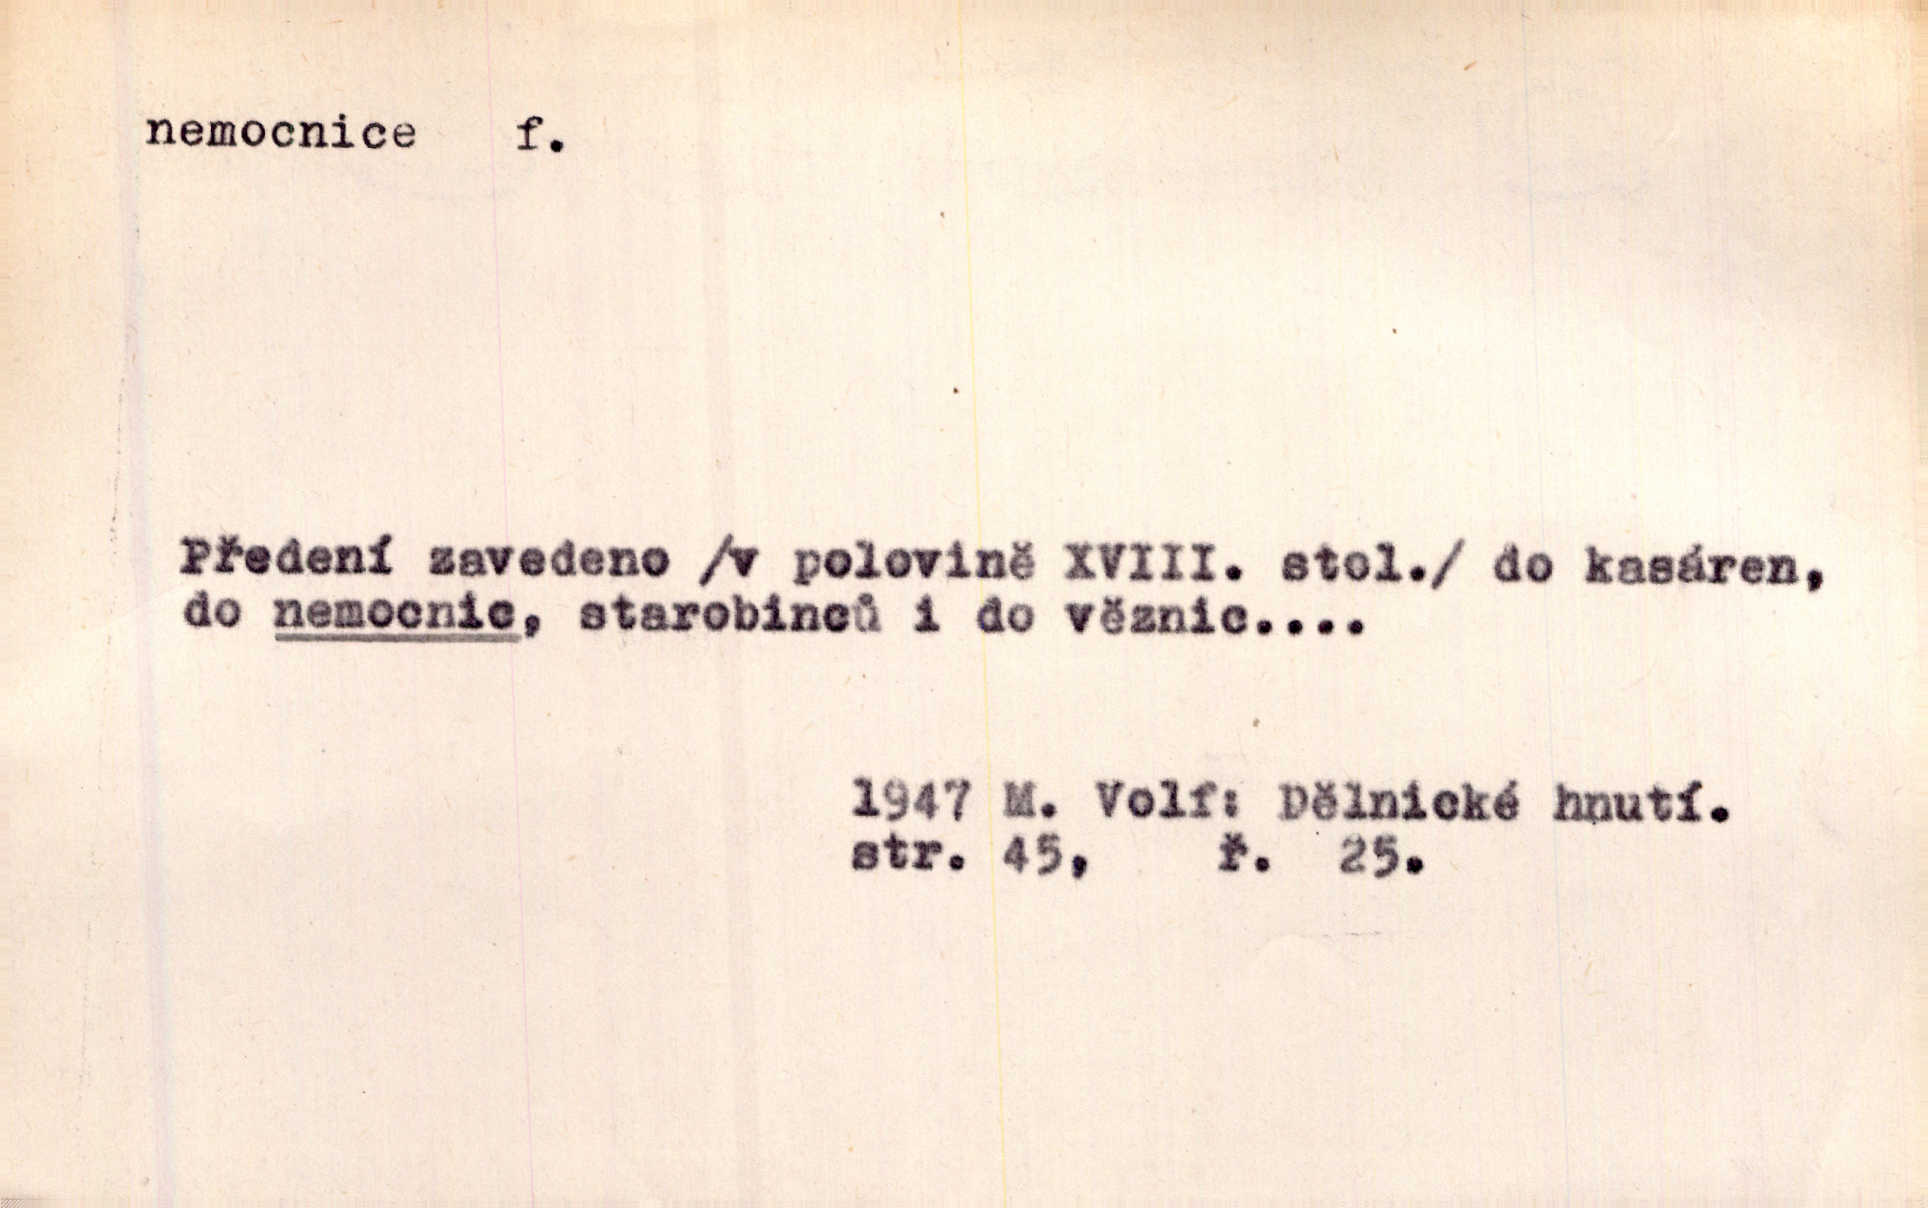 nemocnice f.
Předení zavedeno /v polovině XVIII. stol./ do kasáren,
do nemocnic, starobinců i do věznic....
1947 M. Volf: Dělnické hnutí.
str. 45, ř. 25.